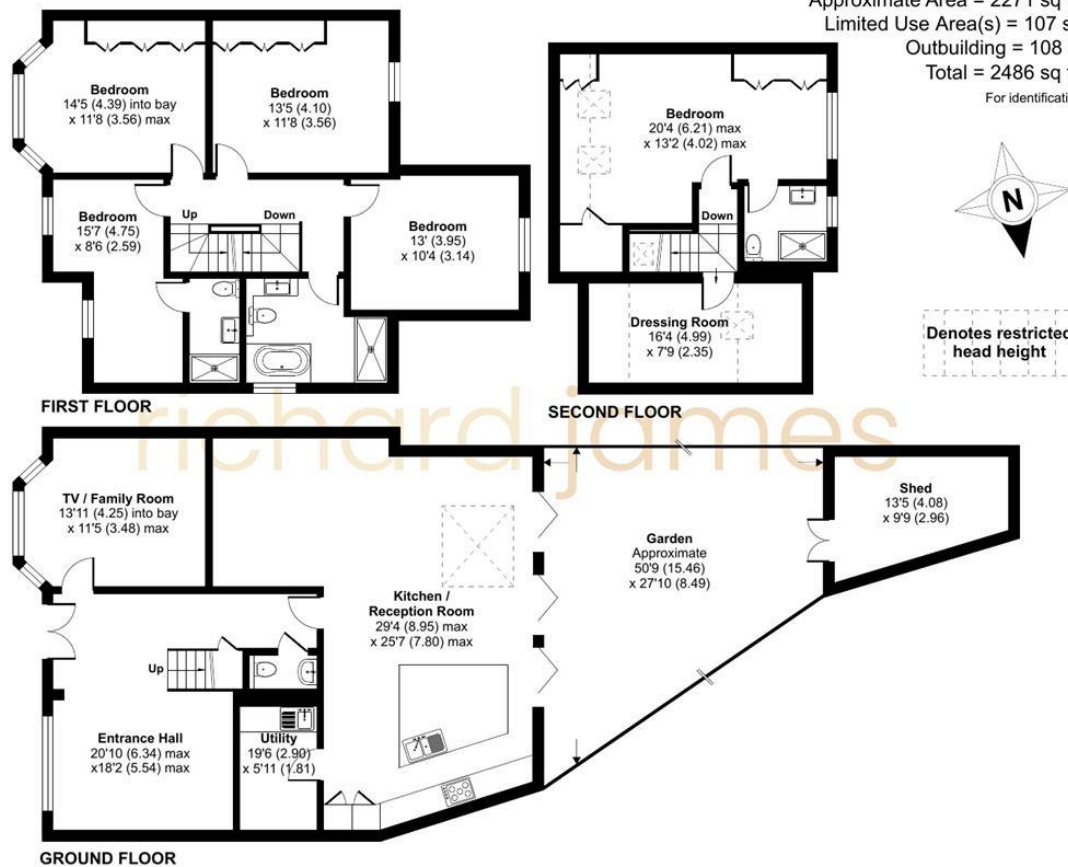 Approximate Area = 2271 sq
Limited Use Area(s) = 107 s
Outbuilding = 108
Total = 2486 sq
For identificati
N
Denotes restricted
head height
Bedroom
14'5 (4.39) into bay
x 11'8 (3.56) max
Bedroom
13'5 (4.10)
x 11'8 (3.56)
Bedroom
15'7 (4.75)
x 8'6 (2.59)
Up
Down
Bedroom
13' (3.95)
x 10'4 (3.14)
FIRST FLOOR
Bedroom
20'4 (6.21) max
x 13'2 (4.02) max
Down
Dressing Room
16'4 (4.99)
x 7'9 (2.35)
SECOND FLOOR
richard james
TV / Family Room
13'11 (4.25) into bay
x 11'5 (3.48) max
Kitchen /
Reception Room
29'4 (8.95) max
x 25'7 (7.80) max
Garden
Approximate
50'9 (15.46)
x 27'10 (8.49)
Shed
13'5 (4.08)
x 9'9 (2.96)
Up
Entrance Hall
20'10 (6.34) max
x18'2 (5.54) max
Utility
19'6 (2.90)
x 5'11 (1.81)
GROUND FLOOR